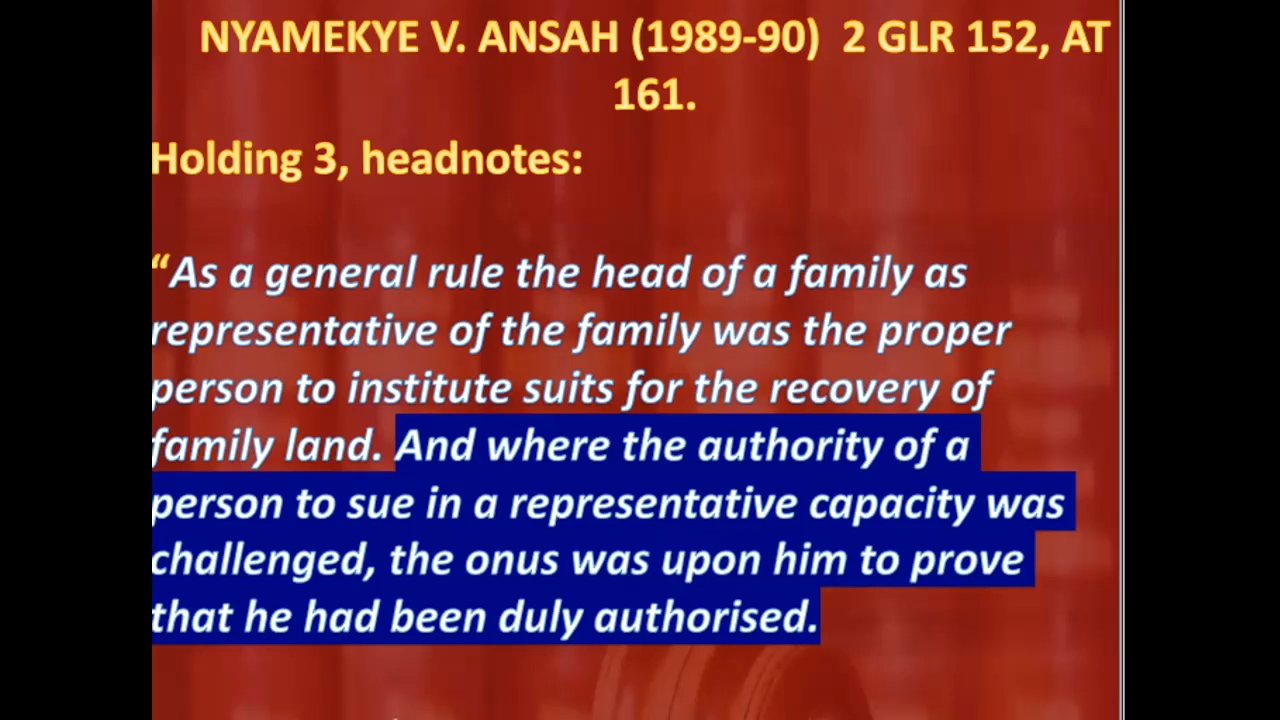 NYAMEKYE V. ANSAH (1989-90) 2 GLR 152, AT
161.
Holding 3, headnotes:
“As a general rule the head of a family as
representative of the family was the proper
person to institute suits for the recovery of
family land. And where the authority of a
person to sue in a representative capacity was
challenged, the onus was upon him to prove
that he had been duly authorised.